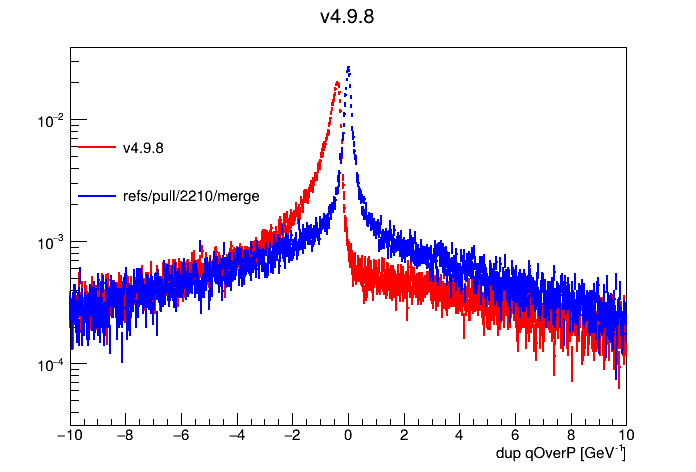 v4.9.8
10⁻²
v4.9.8
refs/pull/2210/merge
10⁻³
10⁻⁴
−10 −8 −6 −4 −2 0 2 4 6 8 10
dup qOverP [GeV⁻¹]